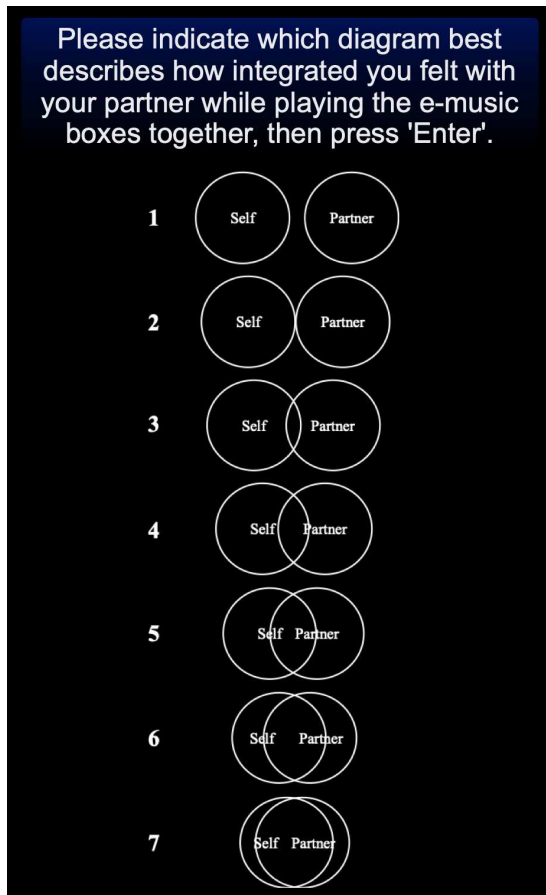 Please indicate which diagram best
describes how integrated you felt with
your partner while playing the e-music
boxes together, then press 'Enter'.
1 Self Partner
2 Self Partner
3 Self Partner
4 Self Partner
5 Self Partner
6 Self Partner
7 Self Partner